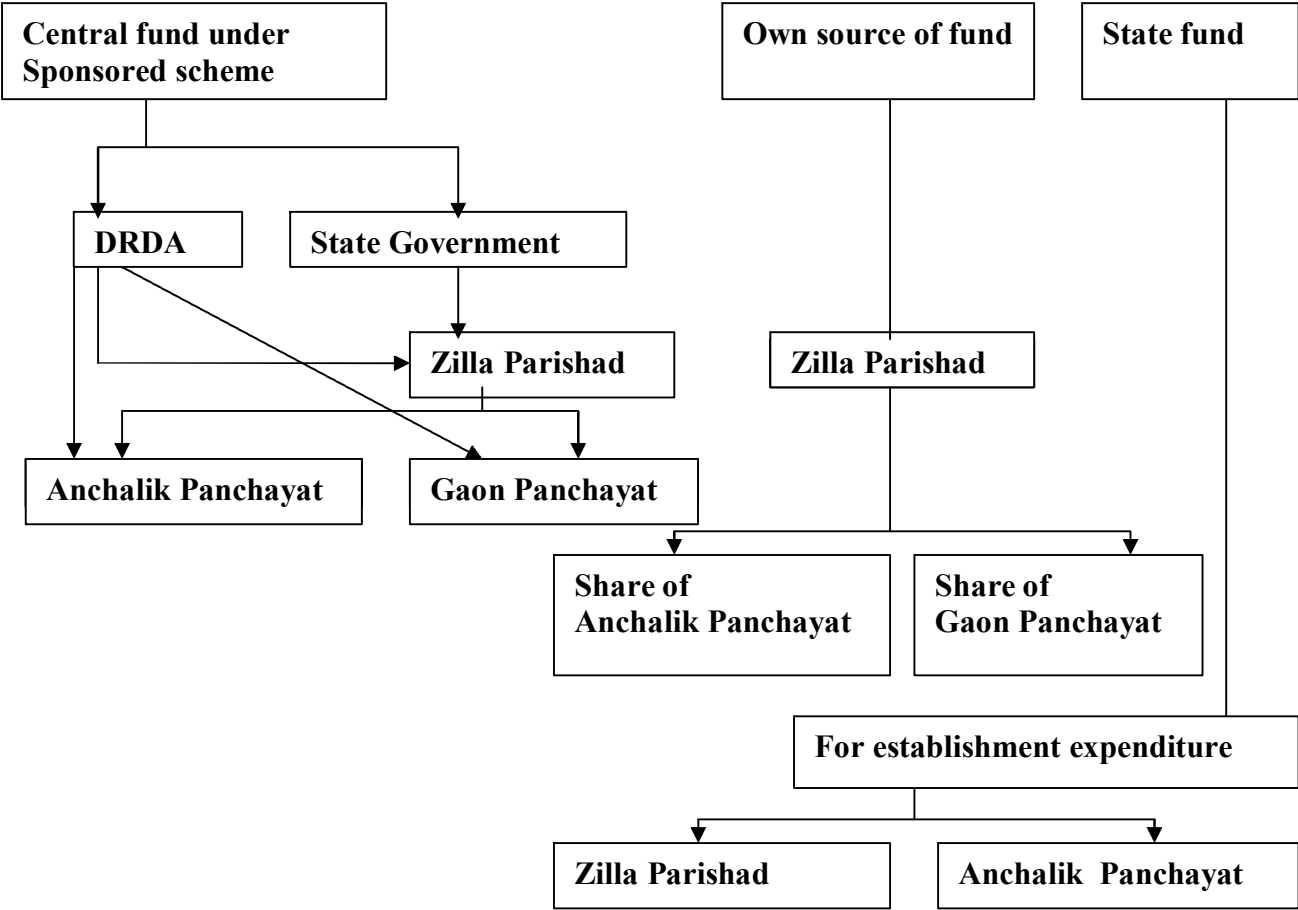 Central fund under
Sponsored scheme
Own source of fund
State fund
DRDA
State Government
Zilla Parishad
Zilla Parishad
Anchalik Panchayat
Gaon Panchayat
Share of
Anchalik Panchayat
Share of
Gaon Panchayat
For establishment expenditure
Zilla Parishad
Anchalik Panchayat